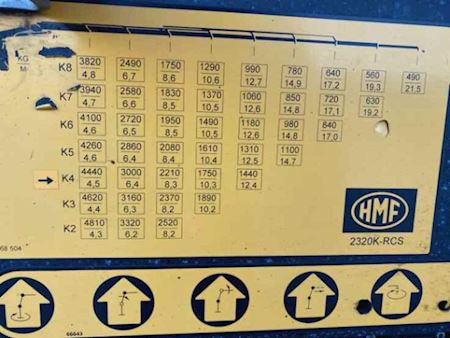 KG
M
K8 3820 2490 1750 1290 990 780 640 560 490
4,8 6,7 8,6 10,6 12,7 14,9 17,2 19,3 21,5
K7 3940 2580 1830 1370 1060 850 720 630
4,7 6,6 8,5 10,5 12,6 14,8 17,1 19,2
K6 4100 2720 1950 1490 1180 980 840
4,6 6,5 8,5 10,5 12,6 14,8 17,0
K5 4260 2860 2080 1610 1310 1100
4,6 6,4 8,4 10,4 12,5 14,7
K4 4440 3000 2210 1750 1440
4,5 6,4 8,3 10,3 12,4
K3 4620 3160 2370 1890
4,4 6,3 8,2 10,2
K2 4810 3320 2520
4,3 6,2 8,2
HMF
2320K-RCS
68 504
66643